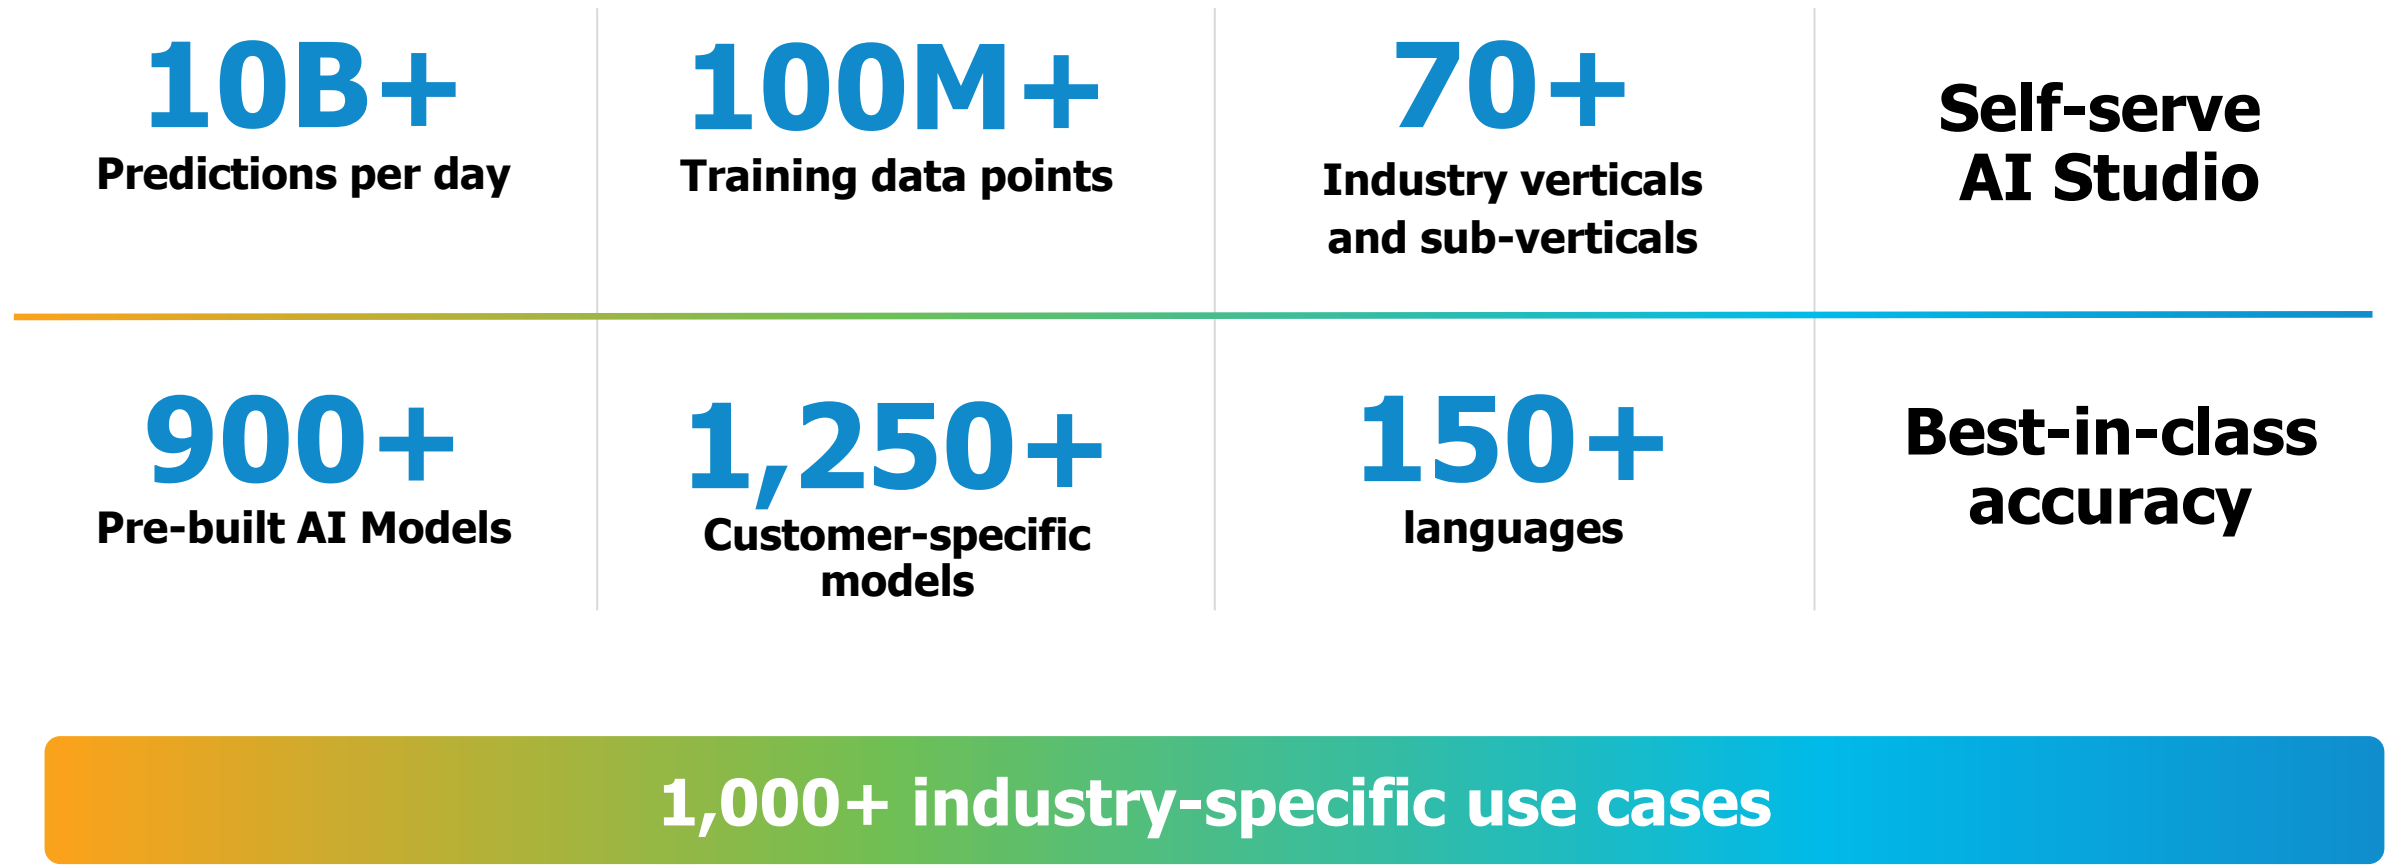 10B+
Predictions per day
100M+
Training data points
70+
Industry verticals
and sub-verticals
Self-serve
AI Studio
900+
Pre-built AI Models
1,250+
Customer-specific
models
150+
languages
Best-in-class
accuracy
1,000+ industry-specific use cases